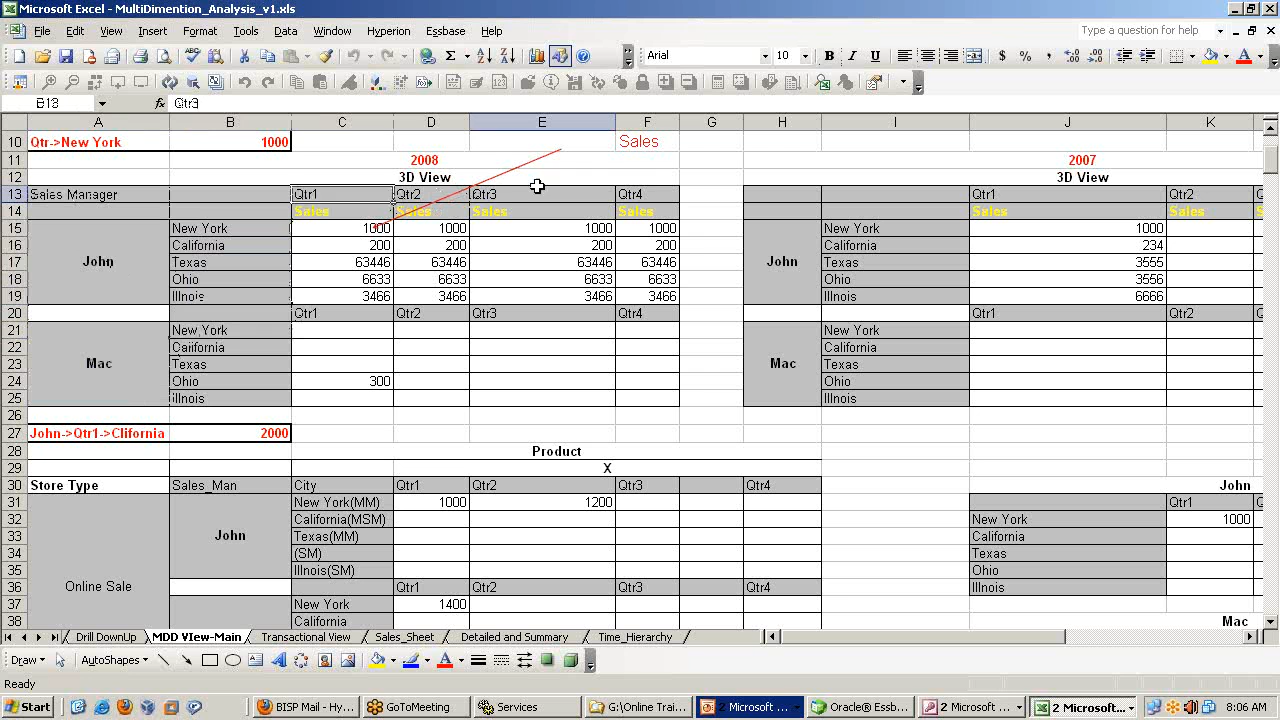 Microsoft Excel - MultiDimention_Analysis_v1.xls
File Edit View Insert Format Tools Data Window Hyperion Essbase Help Type a question for help
Arial 10 B I U $ %
fx Qtr3
A B C D E F G H I J K
10 Qtr->New York 1000 Sales
11 2008 2007
12 3D View 3D View
13 Sales Manager Qtr1 Qtr2 Qtr3 Qtr4 Qtr1 Qtr2
14 Sales Sales Sales Sales Sales Sales
15 New York 1000 1000 1000 1000 New York 1000
16 California 200 200 200 200 California 234
17 John Texas 63446 63446 63446 63446 John Texas 3555
18 Ohio 6633 6633 6633 6633 Ohio 3556
19 Illnois 3466 3466 3466 3466 Illnois 6666
20 Qtr1 Qtr2 Qtr3 Qtr4 Qtr1 Qtr2
21 New York New York
22 California California
23 Mac Texas Mac Texas
24 Ohio 300 Ohio
25 Illnois Illnois
26
27 John->Qtr1->Clifornia 2000
28 Product
29 X
30 Store Type Sales_Man City Qtr1 Qtr2 Qtr3 Qtr4 John
31 New York(MM) 1000 1200 Qtr1
32 California(MSM) New York 1000
33 John Texas(MM) California
34 (SM) Texas
35 Illnois(SM) Ohio
36 Online Sale Qtr1 Qtr2 Qtr3 Qtr4 Illnois
37 New York 1400
38 California Mac
Drill DownUp MDD VIew-Main Transactional View Sales_Sheet Detailed and Summary Time_Hierarchy
Draw AutoShapes
Ready
Start BISP Mail - Hy... GoToMeeting Services G:\Online Trai... 2 Microsoft ... Oracle® Essb... 2 Microsoft ... 2 Microsoft ... 8:06 AM